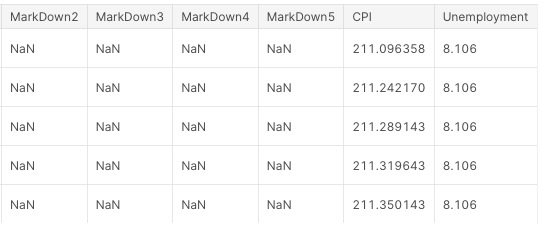 MarkDown2 MarkDown3 MarkDown4 MarkDown5 CPI Unemployment
NaN NaN NaN NaN 211.096358 8.106
NaN NaN NaN NaN 211.242170 8.106
NaN NaN NaN NaN 211.289143 8.106
NaN NaN NaN NaN 211.319643 8.106
NaN NaN NaN NaN 211.350143 8.106